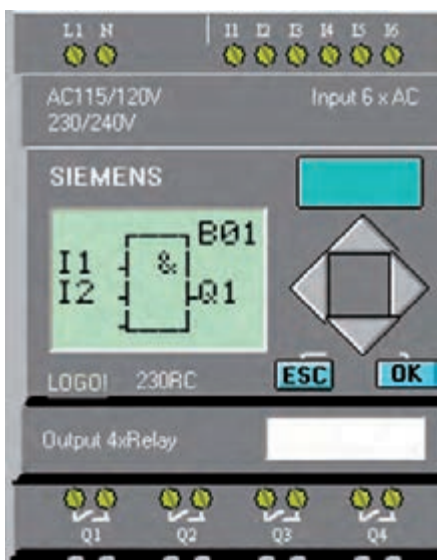 L1 N I1 I2 I3 I4 I5 I6
AC115/120V Input 6 x AC
230/240V
SIEMENS
B01
I1 &
I2 Q1
ESC OK
LOGO! 230RC
Output 4xRelay
Q1 Q2 Q3 Q4